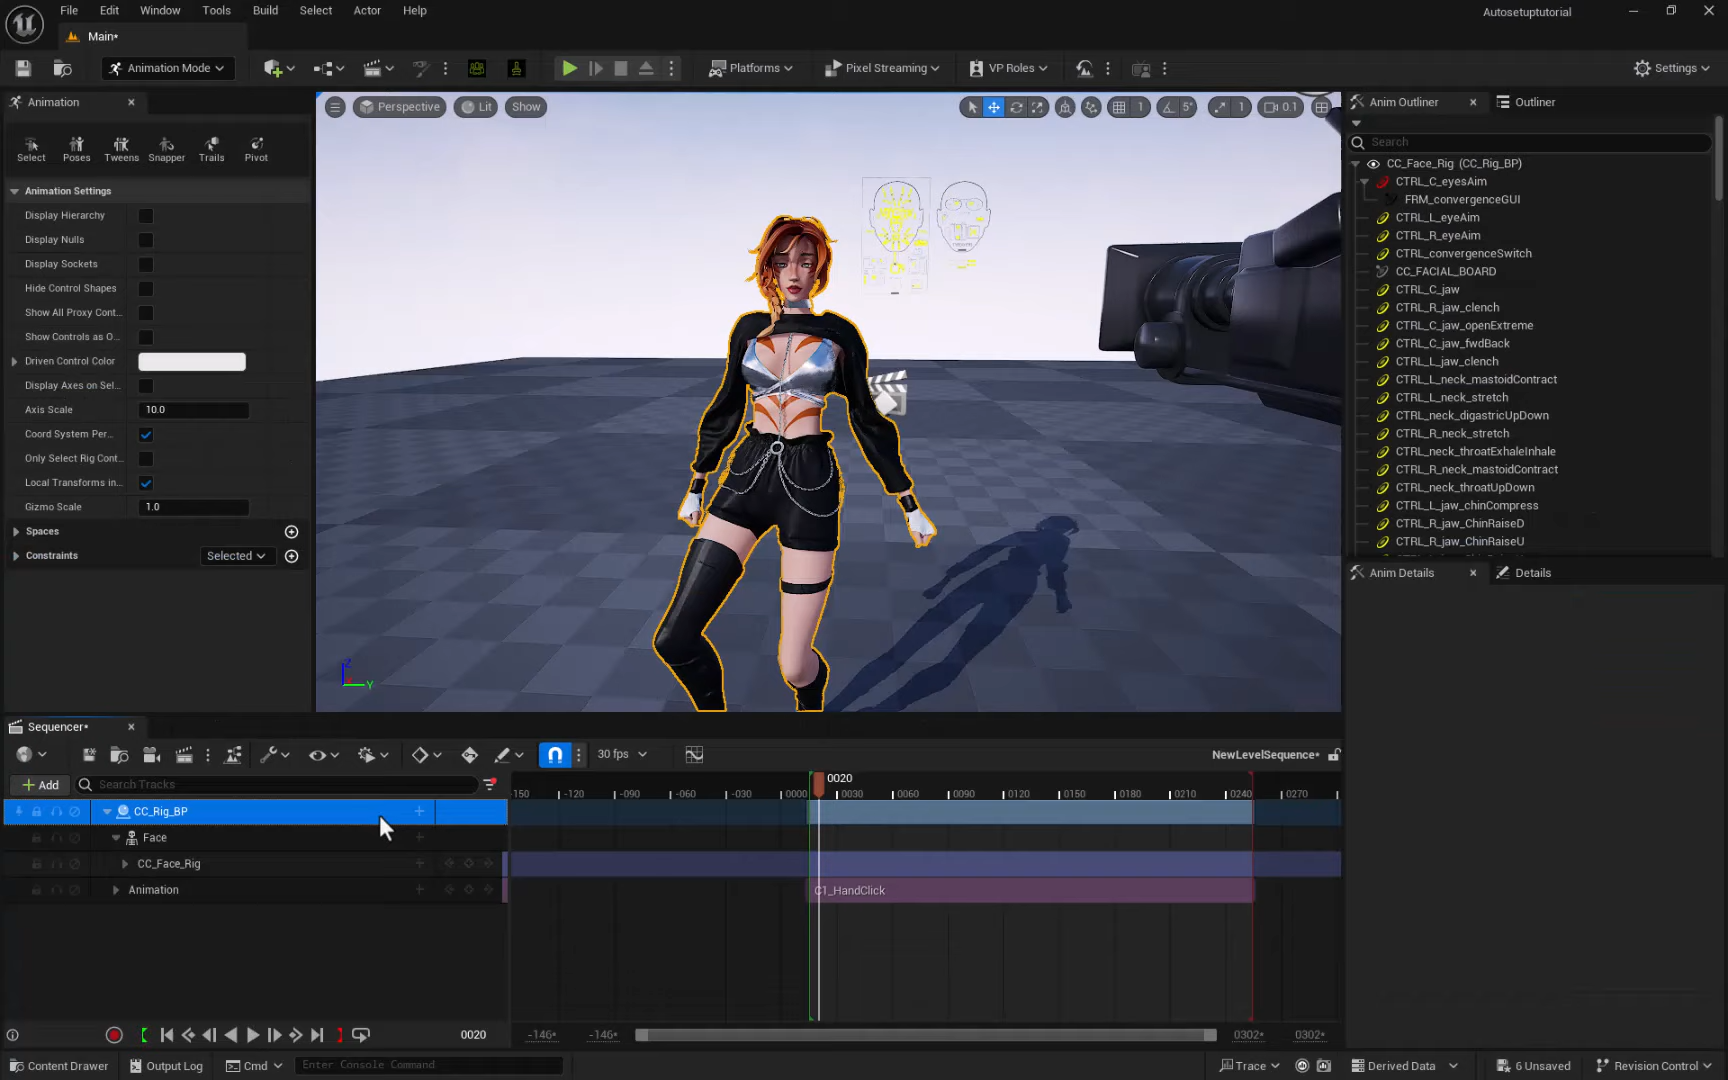 File Edit Window Tools Build Select Actor Help
Autosetuptutorial
Main*
Animation Mode
Platforms
Pixel Streaming
VP Roles
Settings
Animation
Perspective
Lit
Show
1
5°
1
0.1
Anim Outliner
Outliner
Search
Select
Poses
Tweens
Snapper
Trails
Pivot
Animation Settings
Display Hierarchy
Display Nulls
Display Sockets
Hide Control Shapes
Show All Proxy Cont...
Show Controls as O...
Driven Control Color
Display Axes on Sel...
Axis Scale 10.0
Coord System Per...
Only Select Rig Cont...
Local Transforms in...
Gizmo Scale 1.0
Spaces
Constraints Selected
CC_Face_Rig (CC_Rig_BP)
CTRL_C_eyesAim
FRM_convergenceGUI
CTRL_L_eyeAim
CTRL_R_eyeAim
CTRL_convergenceSwitch
CC_FACIAL_BOARD
CTRL_C_jaw
CTRL_R_jaw_clench
CTRL_C_jaw_openExtreme
CTRL_C_jaw_fwdBack
CTRL_L_jaw_clench
CTRL_L_neck_mastoidContract
CTRL_L_neck_stretch
CTRL_neck_digastricUpDown
CTRL_R_neck_stretch
CTRL_neck_throatExhaleInhale
CTRL_R_neck_mastoidContract
CTRL_neck_throatUpDown
CTRL_L_jaw_chinCompress
CTRL_R_jaw_ChinRaiseD
CTRL_R_jaw_ChinRaiseU
Anim Details
Details
Z
Y
Sequencer*
30 fps
NewLevelSequence*
Add
Search Tracks
0020
-150 -120 -090 -060 -030 0000 0030 0060 0090 0120 0150 0180 0210 0240 0270
CC_Rig_BP
Face
CC_Face_Rig
Animation
C1_HandClick
0020
-146*
-146*
0302*
0302*
Content Drawer
Output Log
Cmd
Enter Console Command
Trace
Derived Data
6 Unsaved
Revision Control